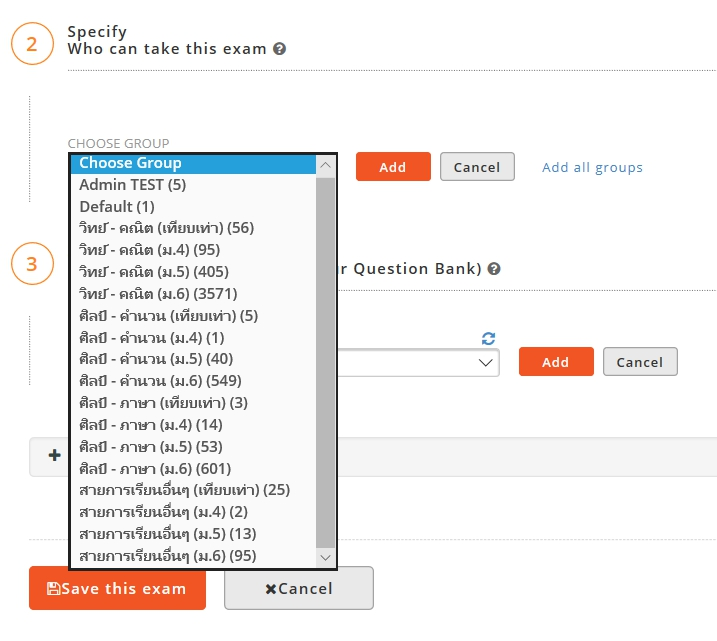 2
Specify
Who can take this exam
CHOOSE GROUP
Choose Group
Add
Cancel
Add all groups
Admin TEST (5)
Default (1)
วิทย์ - คณิต (เทียบเท่า) (56)
วิทย์ - คณิต (ม.4) (95)
วิทย์ - คณิต (ม.5) (405)
วิทย์ - คณิต (ม.6) (3571)
ศิลป์ - คำนวน (เทียบเท่า) (5)
ศิลป์ - คำนวน (ม.4) (1)
ศิลป์ - คำนวน (ม.5) (40)
ศิลป์ - คำนวน (ม.6) (549)
ศิลป์ - ภาษา (เทียบเท่า) (3)
ศิลป์ - ภาษา (ม.4) (14)
ศิลป์ - ภาษา (ม.5) (53)
ศิลป์ - ภาษา (ม.6) (601)
สายการเรียนอื่นๆ (เทียบเท่า) (25)
สายการเรียนอื่นๆ (ม.4) (2)
สายการเรียนอื่นๆ (ม.5) (13)
สายการเรียนอื่นๆ (ม.6) (95)
3
Question Bank)
Add
Cancel
Save this exam
Cancel